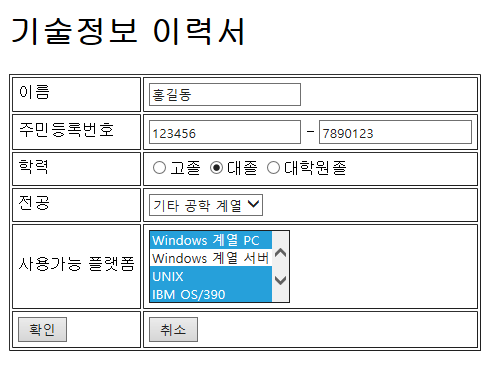 기술정보 이력서
이름 홍길동
주민등록번호 123456 - 7890123
학력 고졸 대졸 대학원졸
전공 기타 공학 계열
사용가능 플랫폼
Windows 계열 PC
Windows 계열 서버
UNIX
IBM OS/390
확인 취소